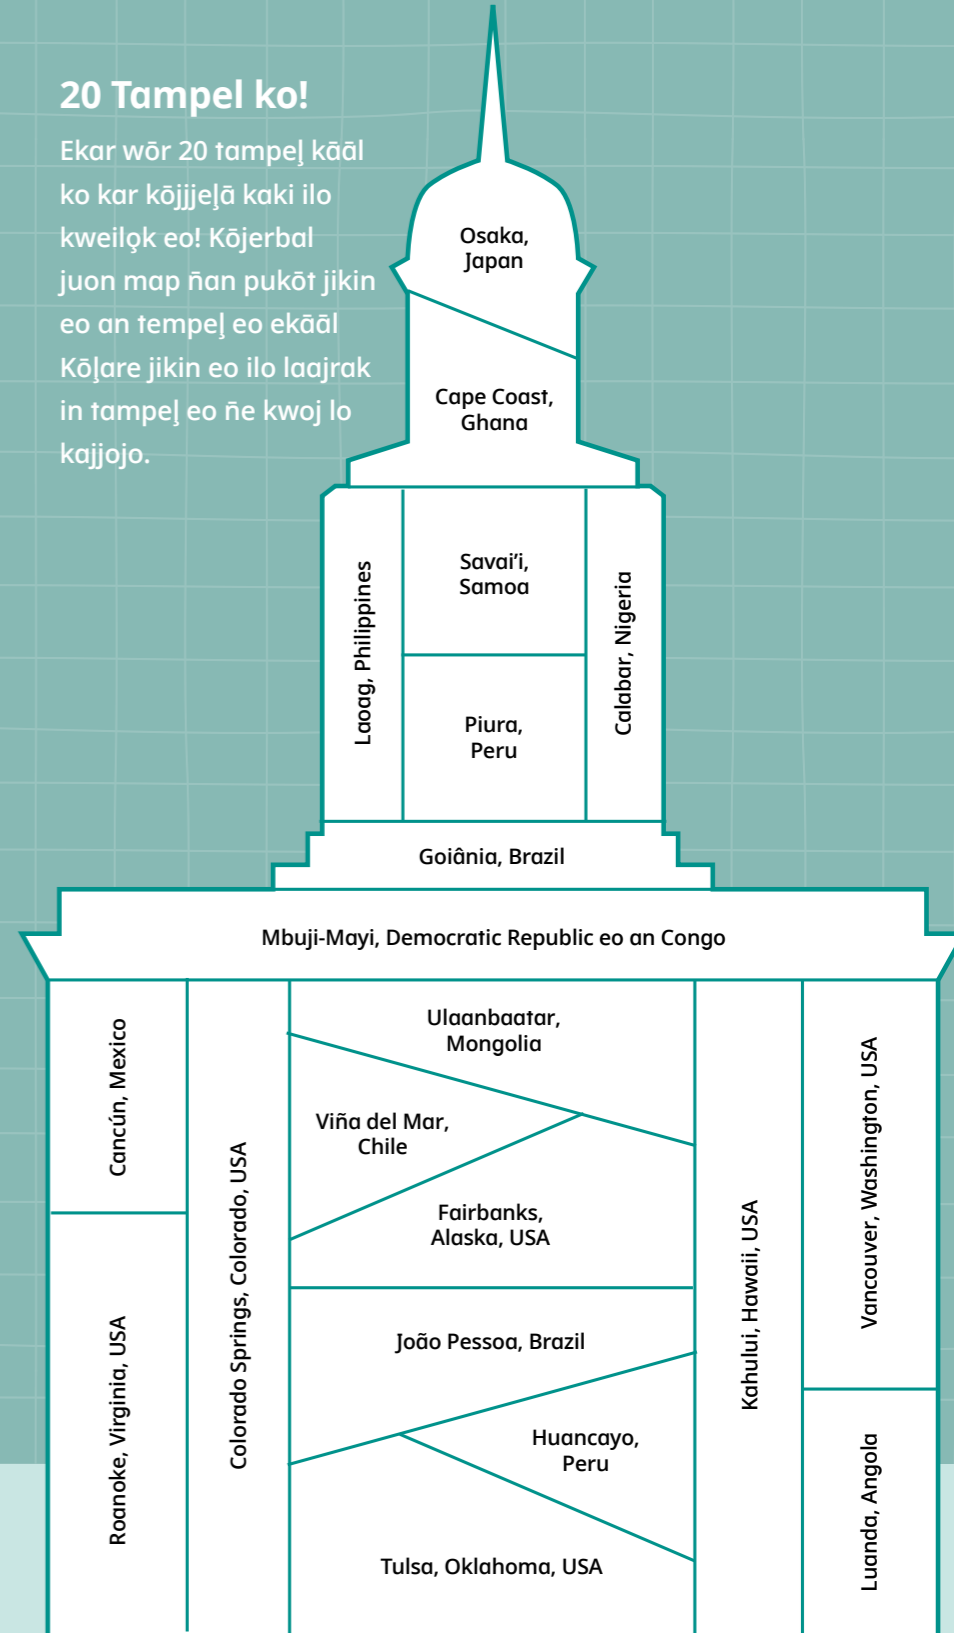 20 Tampel ko!
Ekar wōr 20 tampeļ kāāl
ko kar kōjjjeļā kaki ilo
kweilo̧k eo! Kōjerbal
juon map n̄an pukōt jikin
eo an tempeļ eo ekāāl
Kōļare jikin eo ilo laajrak
in tampeļ eo n̄e kwoj lo
kajjojo.
Osaka,
Japan
Cape Coast,
Ghana
Laoag, Philippines
Savai’i,
Samoa
Calabar, Nigeria
Piura,
Peru
Goiânia, Brazil
Mbuji-Mayi, Democratic Republic eo an Congo
Cancún, Mexico
Roanoke, Virginia, USA
Colorado Springs, Colorado, USA
Ulaanbaatar,
Mongolia
Viña del Mar,
Chile
Fairbanks,
Alaska, USA
João Pessoa, Brazil
Huancayo,
Peru
Tulsa, Oklahoma, USA
Kahului, Hawaii, USA
Vancouver, Washington, USA
Luanda, Angola